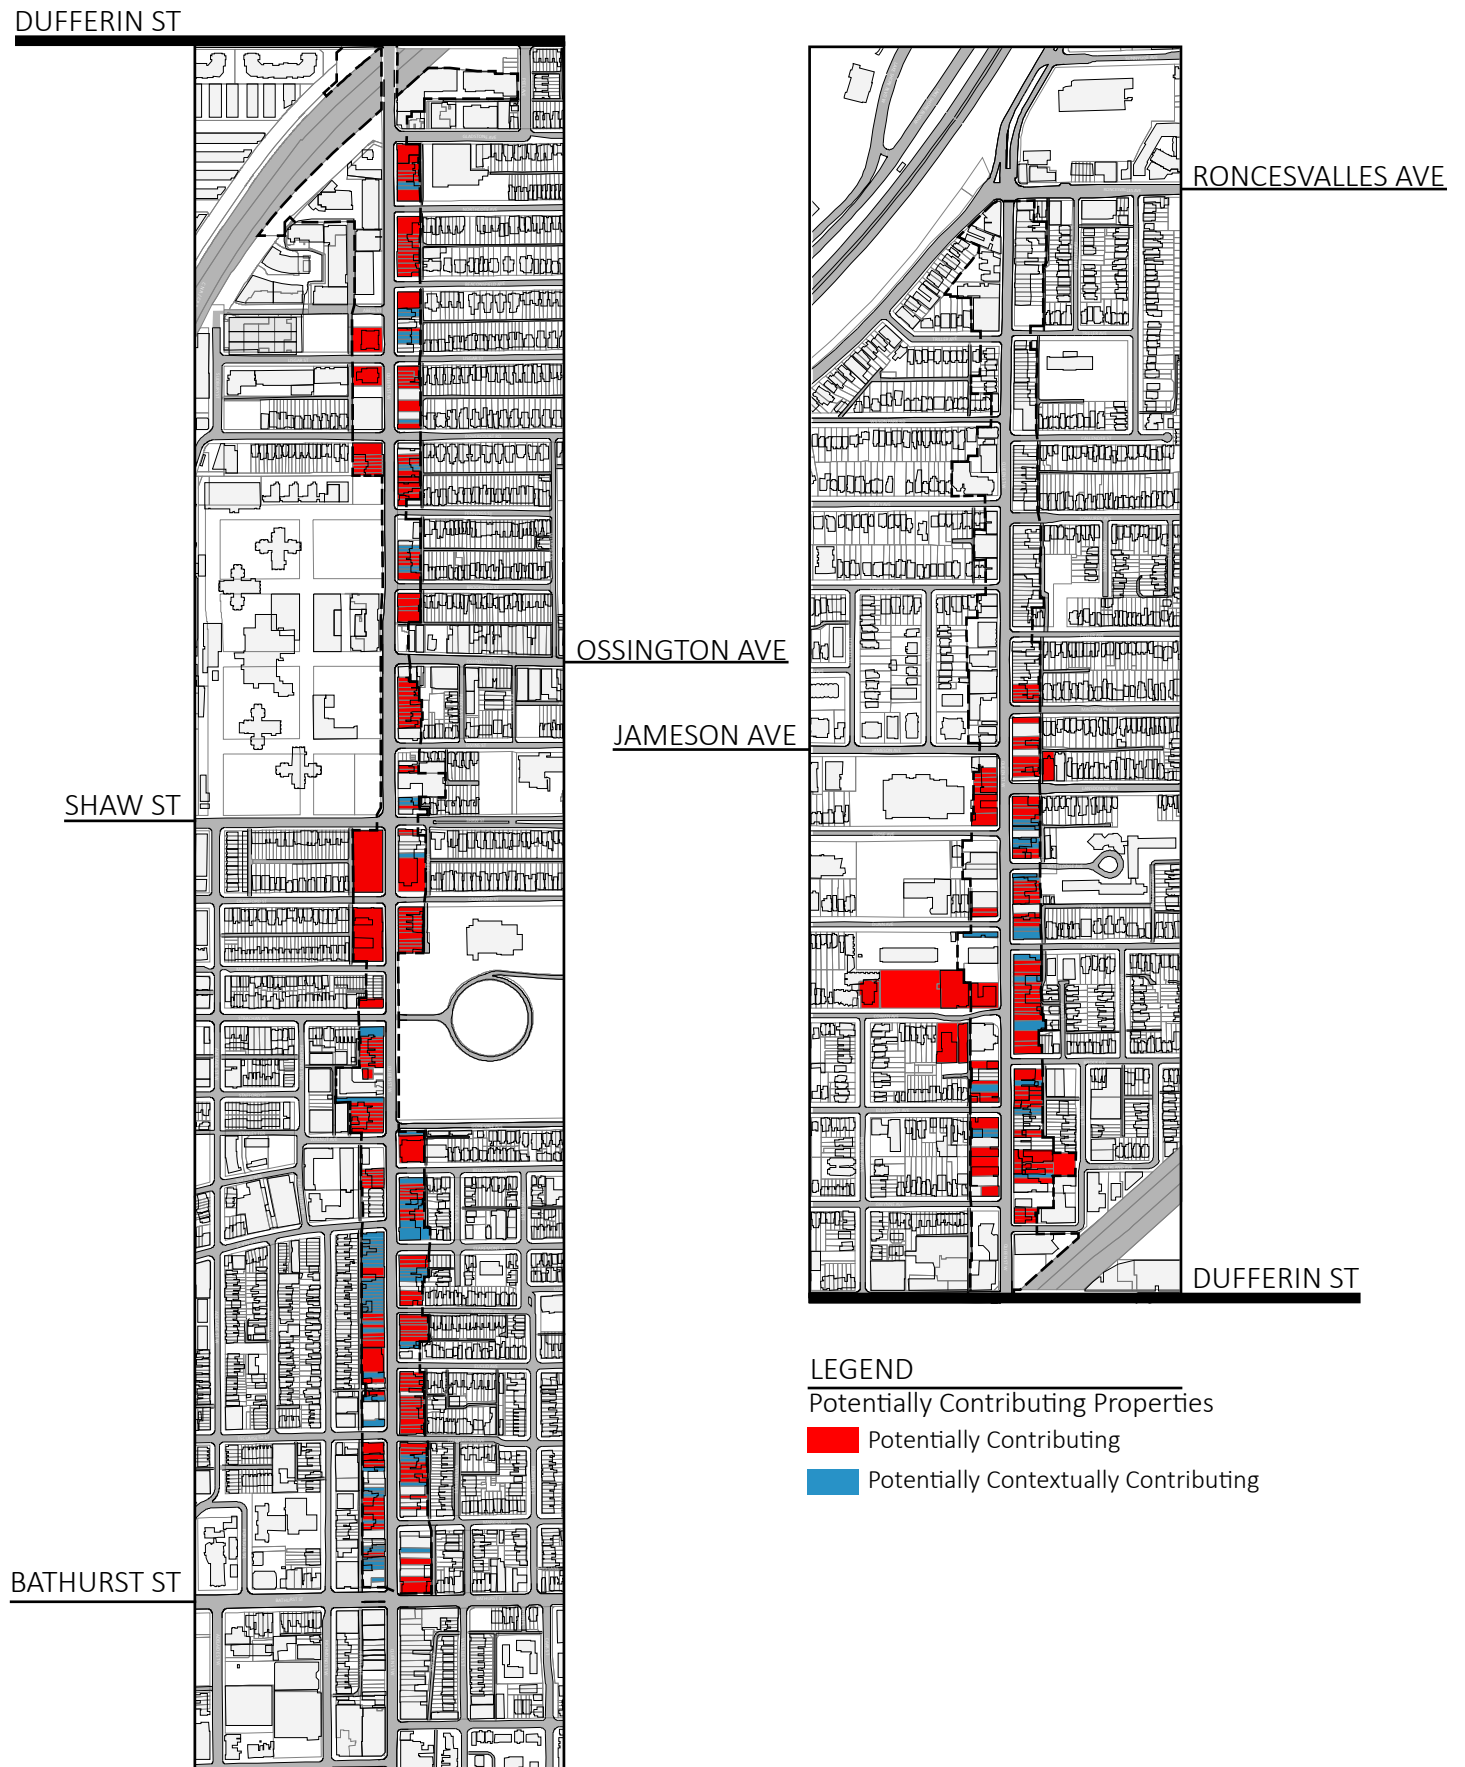 DUFFERIN ST
OSSINGTON AVE
SHAW ST
BATHURST ST
RONCESVALLES AVE
JAMESON AVE
DUFFERIN ST
LEGEND
Potentially Contributing Properties
Potentially Contributing
Potentially Contextually Contributing